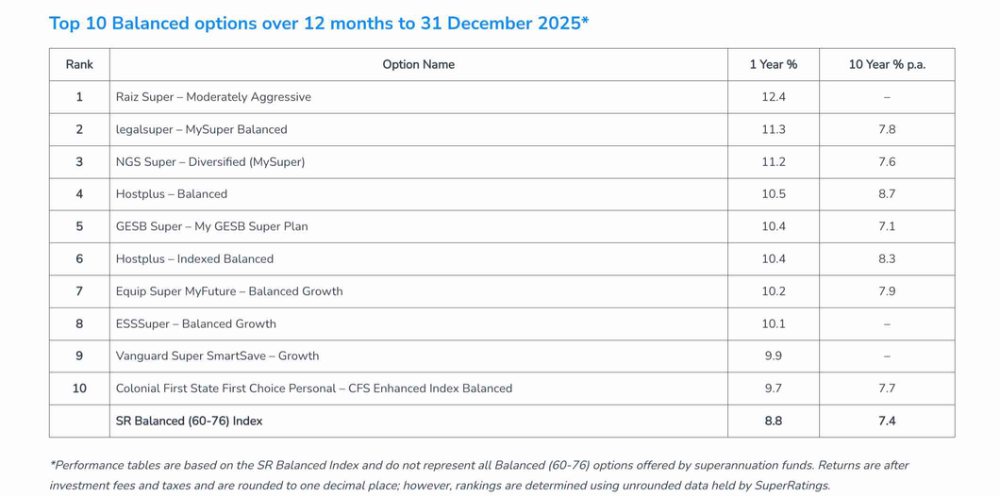 Top 10 Balanced options over 12 months to 31 December 2025*
Rank Option Name 1 Year % 10 Year % p.a.
1 Raiz Super – Moderately Aggressive 12.4 –
2 legalsuper – MySuper Balanced 11.3 7.8
3 NGS Super – Diversified (MySuper) 11.2 7.6
4 Hostplus – Balanced 10.5 8.7
5 GESB Super – My GESB Super Plan 10.4 7.1
6 Hostplus – Indexed Balanced 10.4 8.3
7 Equip Super MyFuture – Balanced Growth 10.2 7.9
8 ESSSuper – Balanced Growth 10.1 –
9 Vanguard Super SmartSave – Growth 9.9 –
10 Colonial First State First Choice Personal – CFS Enhanced Index Balanced 9.7 7.7
SR Balanced (60-76) Index 8.8 7.4
*Performance tables are based on the SR Balanced Index and do not represent all Balanced (60-76) options offered by superannuation funds. Returns are after
investment fees and taxes and are rounded to one decimal place; however, rankings are determined using unrounded data held by SuperRatings.